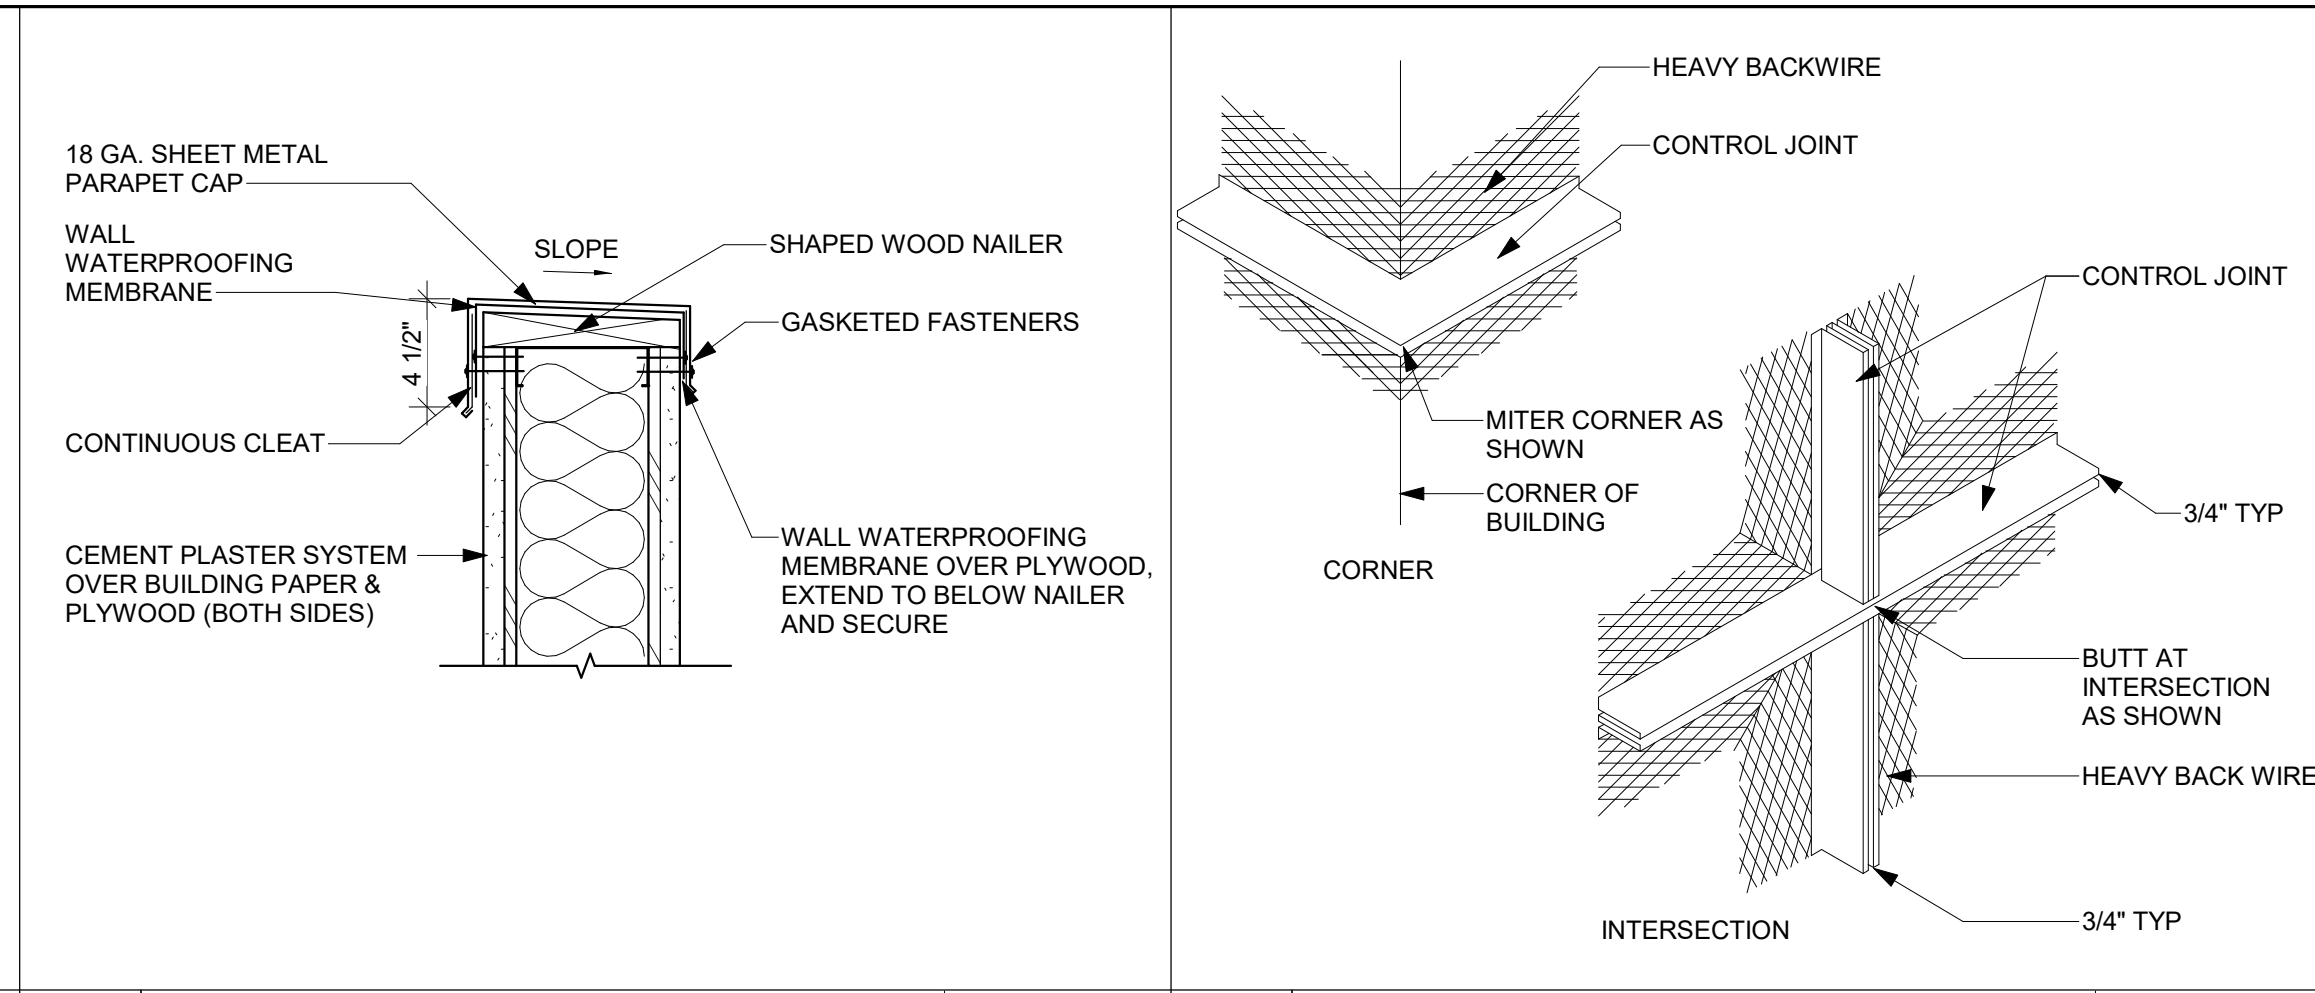 18 GA. SHEET METAL
PARAPET CAP
WALL
WATERPROOFING
MEMBRANE
SLOPE
SHAPED WOOD NAILER
GASKETED FASTENERS
4 1/2"
CONTINUOUS CLEAT
CEMENT PLASTER SYSTEM
OVER BUILDING PAPER &
PLYWOOD (BOTH SIDES)
WALL WATERPROOFING
MEMBRANE OVER PLYWOOD,
EXTEND TO BELOW NAILER
AND SECURE
HEAVY BACKWIRE
CONTROL JOINT
MITER CORNER AS
SHOWN
CORNER OF
BUILDING
CORNER
CONTROL JOINT
3/4" TYP
BUTT AT
INTERSECTION
AS SHOWN
HEAVY BACK WIRE
3/4" TYP
INTERSECTION